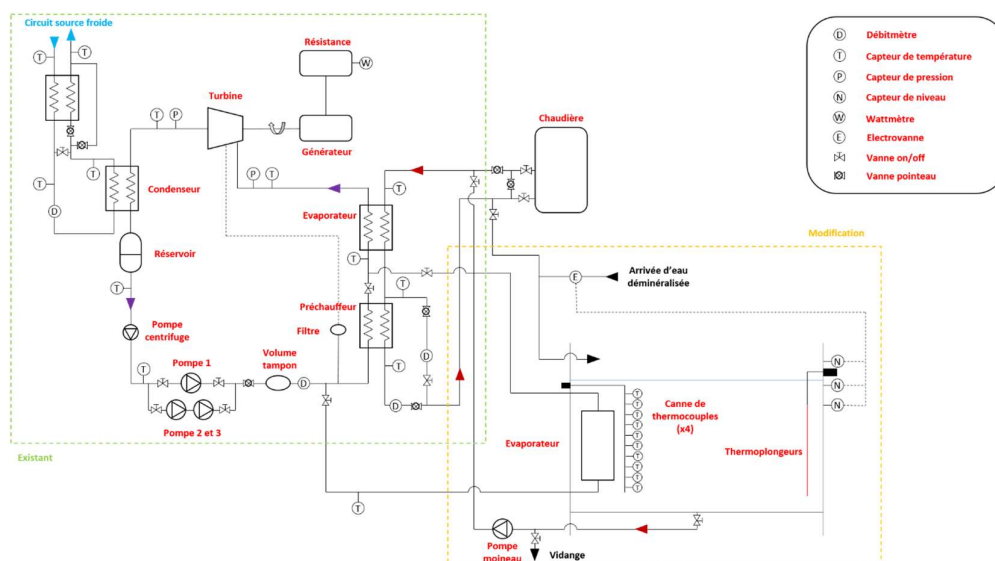 Circuit source froide
T
T
Résistance
W
Turbine
T
P
Générateur
Chaudière
T
T
Condenseur
P
T
T
D
Evaporateur
Réservoir
T
T
T
Préchauffeur
Filtre
Pompe
centrifuge
T
Pompe 1
Volume
tampon
D
D
T
D
Pompe 2 et 3
Existant
T
Modification
E
Arrivée d'eau
déminéralisée
N
N
N
T
T
T
T
T
T
T
T
T
Canne de
thermocouples
(x4)
Evaporateur
Thermoplongeurs
Pompe
moineau
Vidange
D
Débitmètre
T
Capteur de température
P
Capteur de pression
N
Capteur de niveau
W
Wattmètre
E
Electrovanne
Vanne on/off
Vanne pointeau